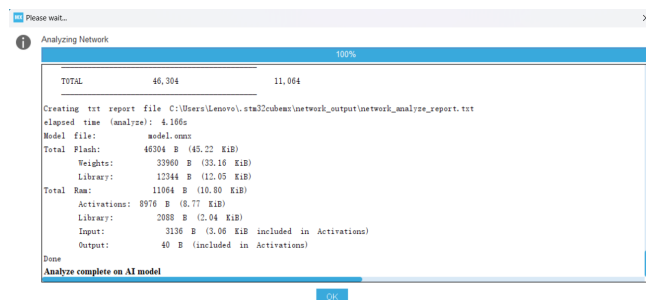 MX Please wait...
Analyzing Network
100%
TOTAL 46,304 11,064
Creating txt report file C:\Users\Lenovo\.stm32cubemx\network_output\network_analyze_report.txt
elapsed time (analyze): 4.166s
Model file: model.onnx
Total Flash: 46304 B (45.22 KiB)
Weights: 33960 B (33.16 KiB)
Library: 12344 B (12.05 KiB)
Total Ram: 11064 B (10.80 KiB)
Activations: 8976 B (8.77 KiB)
Library: 2088 B (2.04 KiB)
Input: 3136 B (3.06 KiB included in Activations)
Output: 40 B (included in Activations)
Done
Analyze complete on AI model
OK